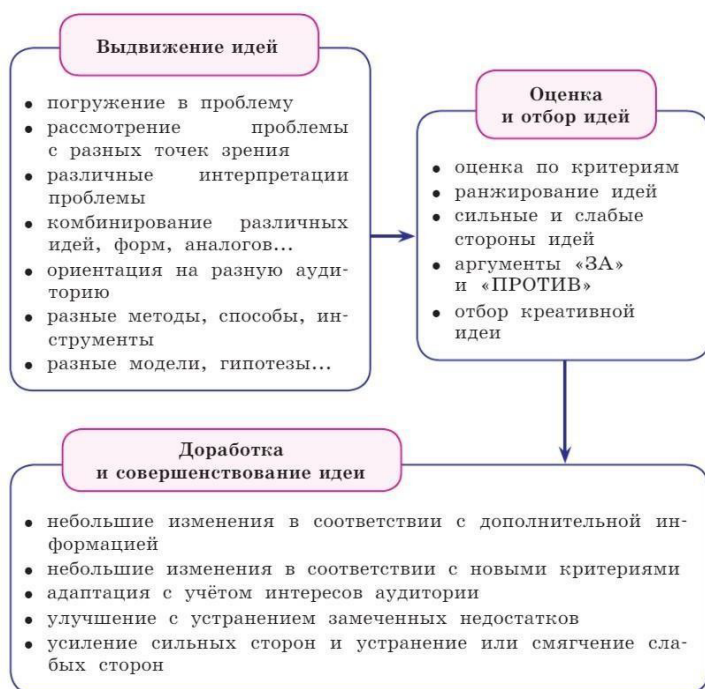 Выдвижение идей
• погружение в проблему
• рассмотрение проблемы
с разных точек зрения
• различные интерпретации
проблемы
• комбинирование различных
идей, форм, аналогов...
• ориентация на разную ауди-
торию
• разные методы, способы, ин-
струменты
• разные модели, гипотезы...
Оценка
и отбор идей
• оценка по критериям
• ранжирование идей
• сильные и слабые
стороны идей
• аргументы «ЗА»
и «ПРОТИВ»
• отбор креативной
идеи
Доработка
и совершенствование идеи
• небольшие изменения в соответствии с дополнительной ин-
формацией
• небольшие изменения в соответствии с новыми критериями
• адаптация с учётом интересов аудитории
• улучшение с устранением замеченных недостатков
• усиление сильных сторон и устранение или смягчение сла-
бых сторон